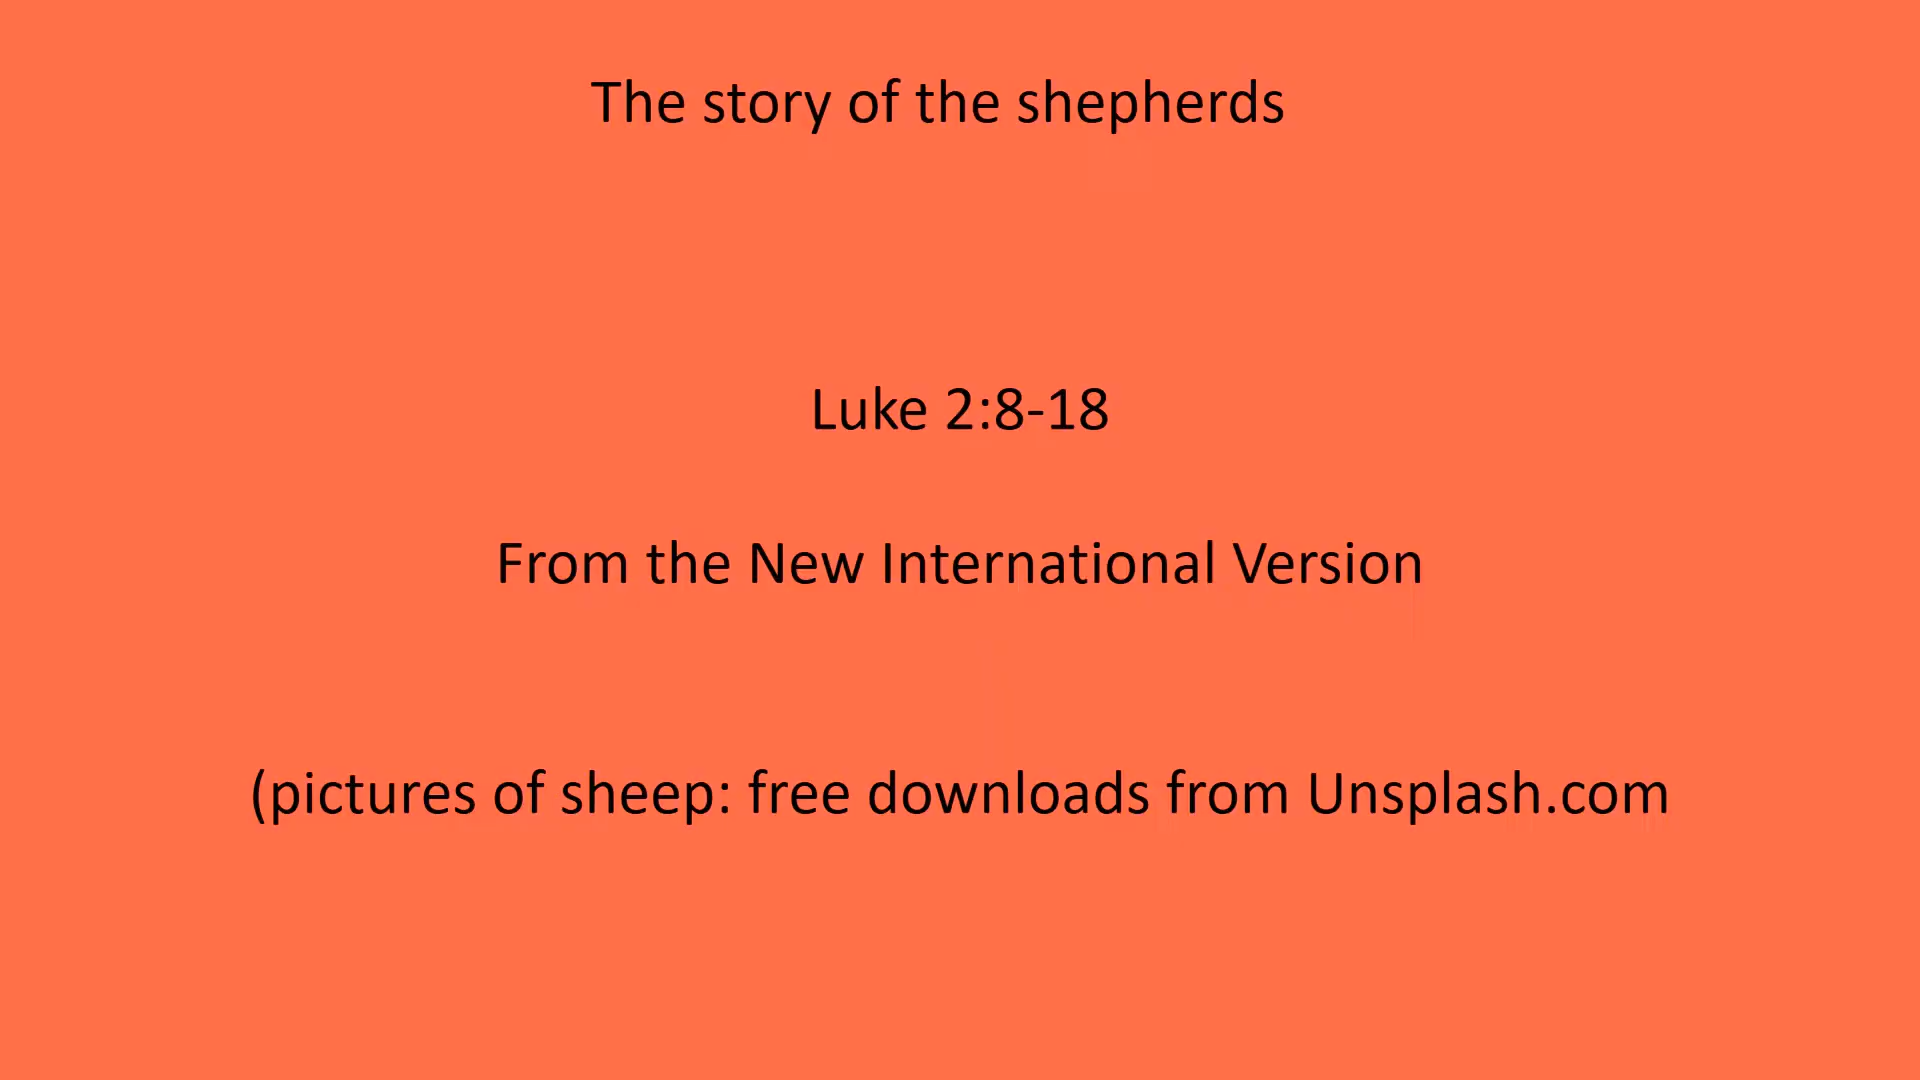 The story of the shepherds
Luke 2:8-18
From the New International Version
(pictures of sheep: free downloads from Unsplash.com